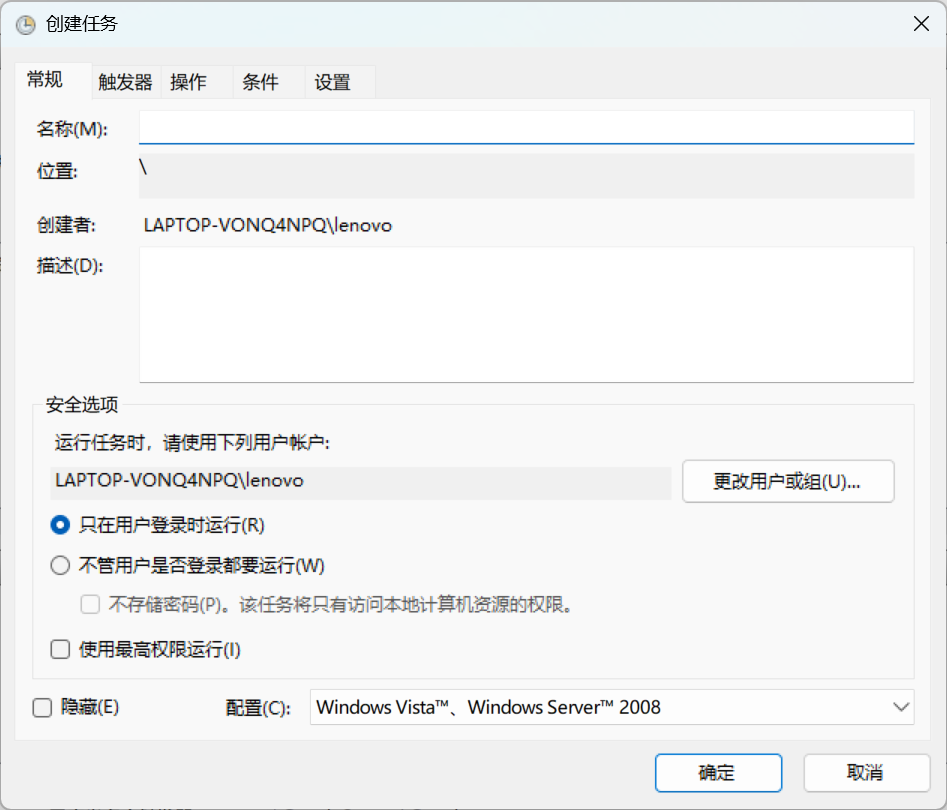 创建任务
常规 触发器 操作 条件 设置
名称(M):
位置: \
创建者: LAPTOP-VONQ4NPQ\lenovo
描述(D):
安全选项
运行任务时，请使用下列用户帐户:
LAPTOP-VONQ4NPQ\lenovo 更改用户或组(U)...
只在用户登录时运行(R)
不管用户是否登录都要运行(W)
不存储密码(P)。该任务将只有访问本地计算机资源的权限。
使用最高权限运行(I)
隐藏(E) 配置(C): Windows Vista™、Windows Server™ 2008
确定 取消